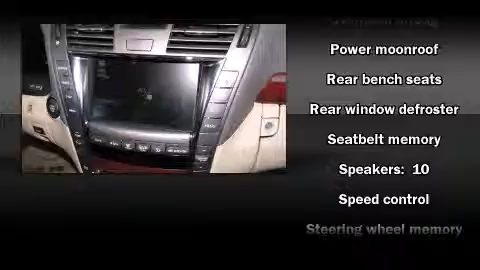 Power moonroof
Rear bench seats
Rear window defroster
Seatbelt memory
Speakers: 10
Speed control
Steering wheel memory